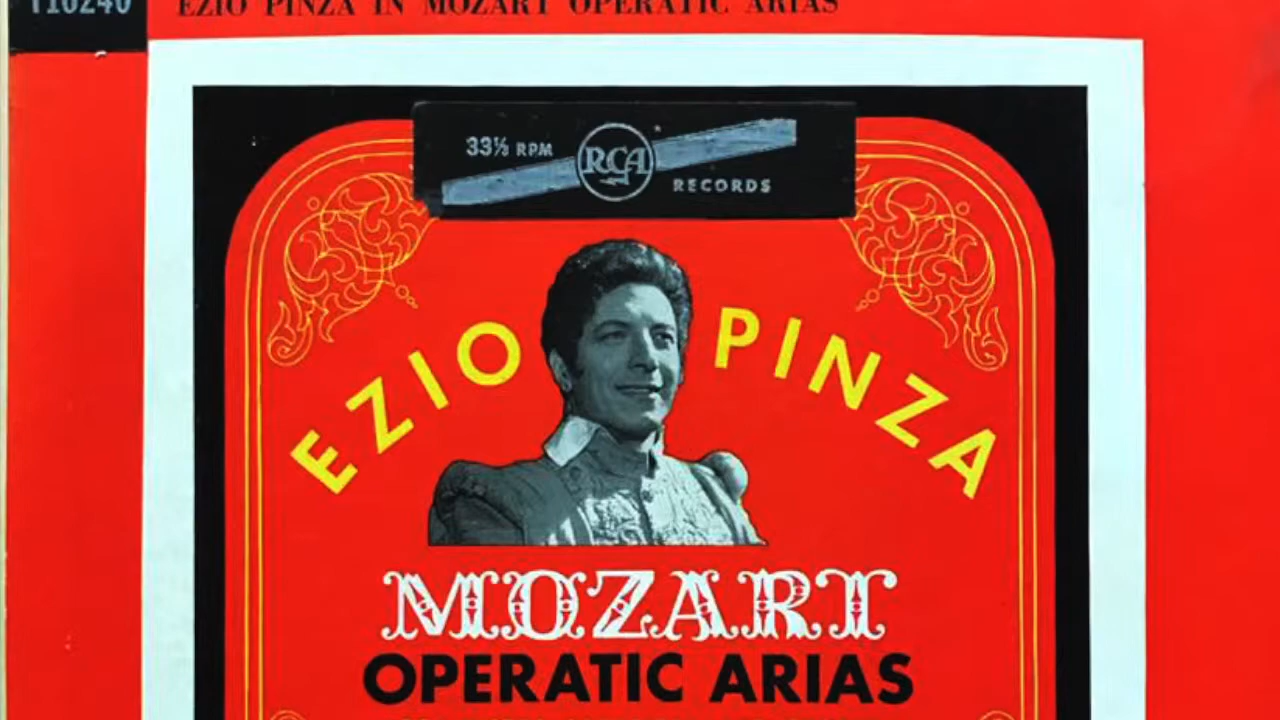 EZIO PINZA IN MOZART OPERATIC ARIAS
33⅓ RPM
RCA
RECORDS
EZIO PINZA
MOZART
OPERATIC ARIAS